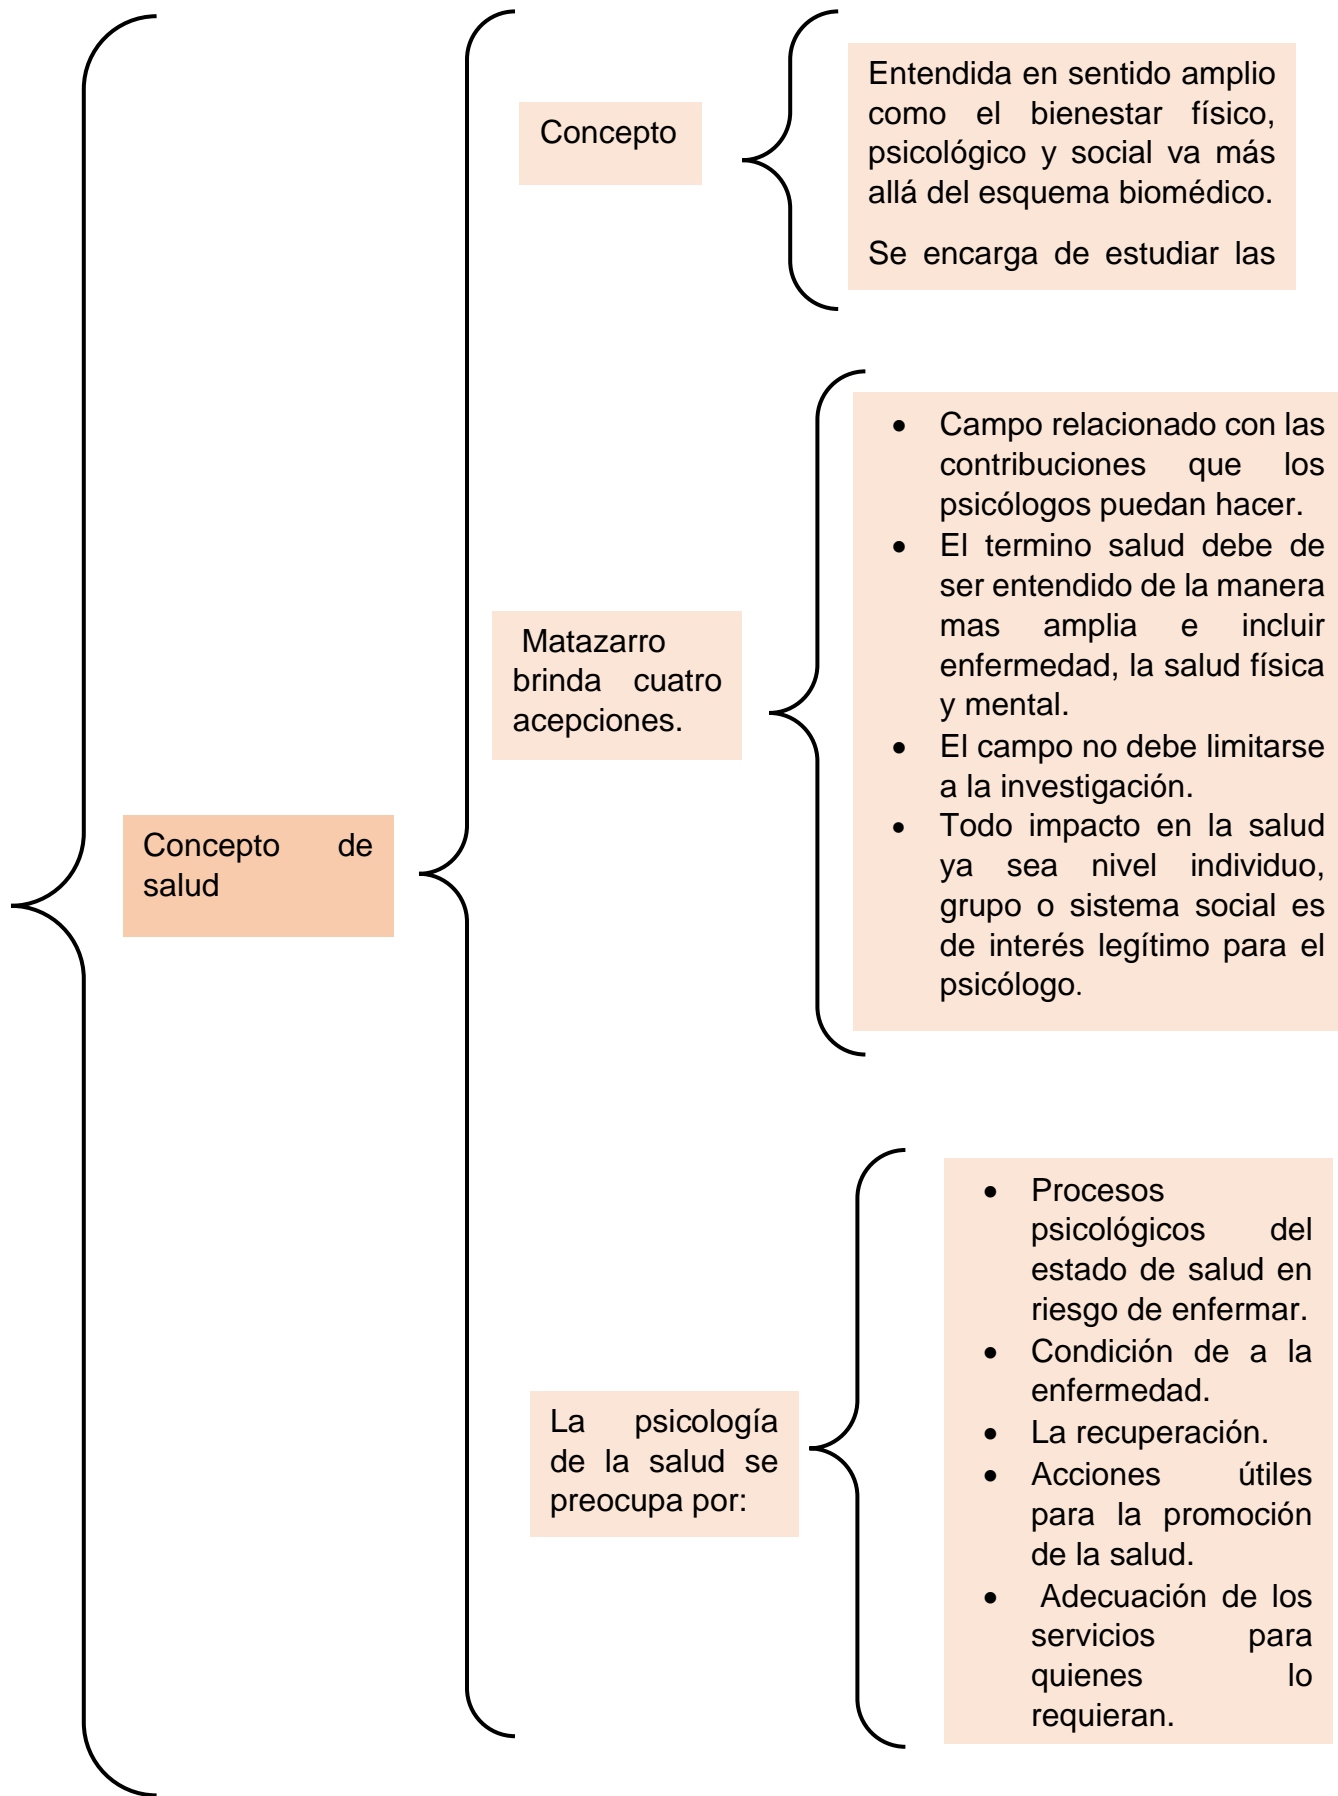 Concepto de
salud
Concepto
Entendida en sentido amplio
como el bienestar físico,
psicológico y social va más
allá del esquema biomédico.
Se encarga de estudiar las
Matazarro
brinda cuatro
acepciones.
• Campo relacionado con las
contribuciones que los
psicólogos puedan hacer.
• El termino salud debe de
ser entendido de la manera
mas amplia e incluir
enfermedad, la salud física
y mental.
• El campo no debe limitarse
a la investigación.
• Todo impacto en la salud
ya sea nivel individuo,
grupo o sistema social es
de interés legítimo para el
psicólogo.
La psicología
de la salud se
preocupa por:
• Procesos
psicológicos del
estado de salud en
riesgo de enfermar.
• Condición de a la
enfermedad.
• La recuperación.
• Acciones útiles
para la promoción
de la salud.
• Adecuación de los
servicios para
quienes lo
requieran.